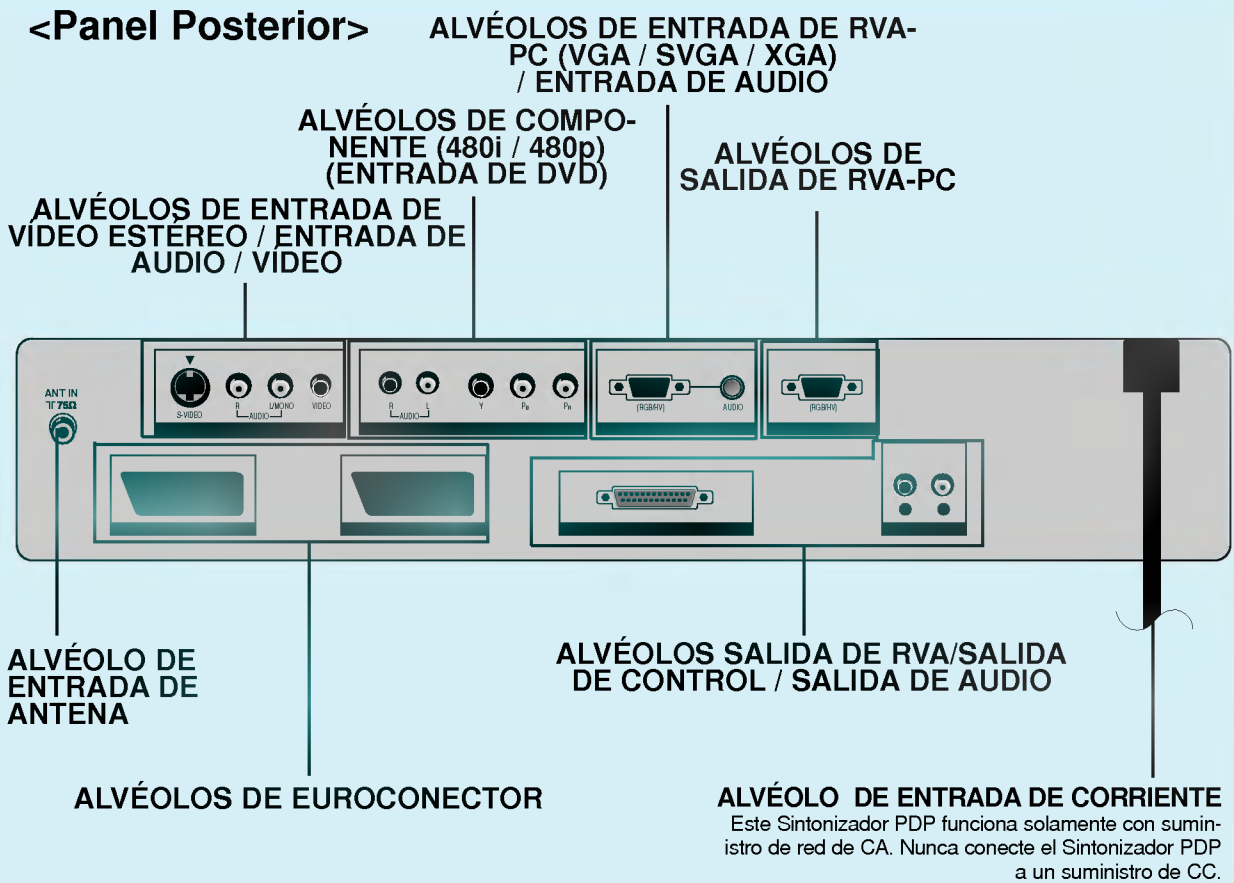 <Panel Posterior>
ALVÉOLOS DE ENTRADA DE RVA-
PC (VGA / SVGA / XGA)
/ ENTRADA DE AUDIO
ALVÉOLOS DE COMPO-
NENTE (480i / 480p)
(ENTRADA DE DVD)
ALVÉOLOS DE
SALIDA DE RVA-PC
ALVÉOLOS DE ENTRADA DE
VÍDEO ESTÉREO / ENTRADA DE
AUDIO / VÍDEO
ANT IN
75Ω
S-VIDEO
R
L/MONO
AUDIO
VIDEO
R
L
AUDIO
Y
PB
PR
(RGB/HV)
AUDIO
(RGB/HV)
ALVÉOLO DE
ENTRADA DE
ANTENA
ALVÉOLOS SALIDA DE RVA/SALIDA
DE CONTROL / SALIDA DE AUDIO
ALVÉOLOS DE EUROCONECTOR
ALVÉOLO DE ENTRADA DE CORRIENTE
Este Sintonizador PDP funciona solamente con sumin-
istro de red de CA. Nunca conecte el Sintonizador PDP
a un suministro de CC.